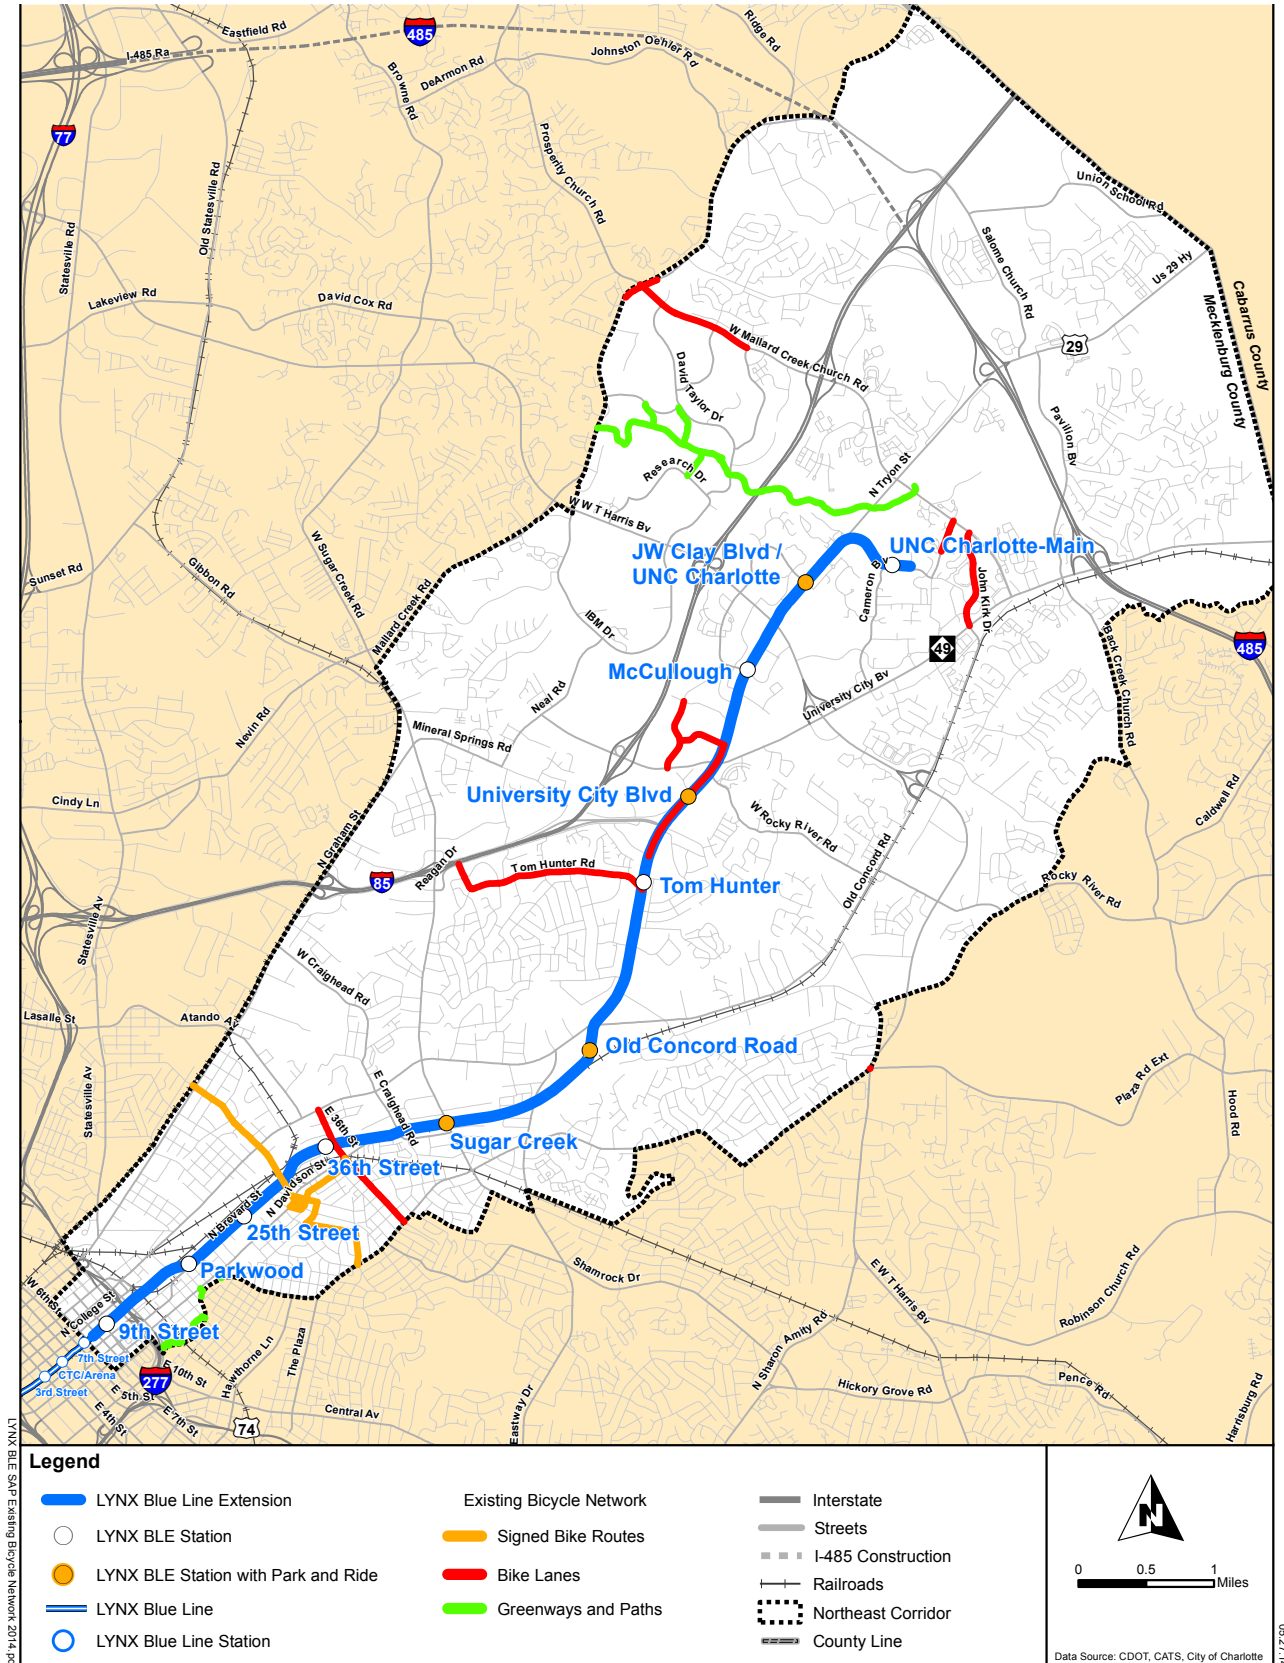 Eastfield Rd
485
I-485 Ra
Browne Rd
DeArmon Rd
Johnston Oehler Rd
Ridge Rd
77
Prosperity Church Rd
Old Statesville Rd
Statesville Rd
Lakeview Rd
David Cox Rd
Union School Rd
Salome Church Rd
Us 29 Hy
Cabarrus County
Mecklenburg County
29
W Mallard Creek Church Rd
David Taylor Dr
Pavilion Bv
Research Dr
N Tryon St
W W T Harris Bv
JW Clay Blvd /
UNC Charlotte
UNC Charlotte-Main
Cameron Bv
John Kirk Dr
49
485
Back Creek Church Rd
Sunset Rd
Gibbon Rd
W Sugar Creek Rd
Mallard Creek Rd
IBM Dr
McCullough
Neal Rd
University City Bv
Nevin Rd
Mineral Springs Rd
University City Blvd
Cindy Ln
N Graham St
W Rocky River Rd
Caldwell Rd
Reagan Dr
85
Tom Hunter Rd
Tom Hunter
Old Concord Rd
Rocky River Rd
Statesville Av
W Craighead Rd
Lasalle St
Atando Av
Old Concord Road
Statesville Av
E Craighead Rd
E 36th St
Sugar Creek
Plaza Rd Ext
Hood Rd
36th Street
N Davidson St
N Brevard St
25th Street
Parkwood
Shamrock Dr
E W T Harris Bv
Robinson Church Rd
W 6th St
N College St
9th Street
7th Street
CTC/Arena
3rd Street
277
E 10th St
E 5th St
E 4th St
E 7th St
Hawthorne Ln
The Plaza
74
Central Av
Eastway Dr
N Sharon Amity Rd
Hickory Grove Rd
Pence Rd
Harrisburg Rd
Legend
LYNX Blue Line Extension
LYNX BLE Station
LYNX BLE Station with Park and Ride
LYNX Blue Line
LYNX Blue Line Station
Existing Bicycle Network
Signed Bike Routes
Bike Lanes
Greenways and Paths
Interstate
Streets
I-485 Construction
Railroads
Northeast Corridor
County Line
N
0 0.5 1
Miles
Data Source: CDOT, CATS, City of Charlotte
LYNX BLE SAP Existing Bicycle Network 2014.pd